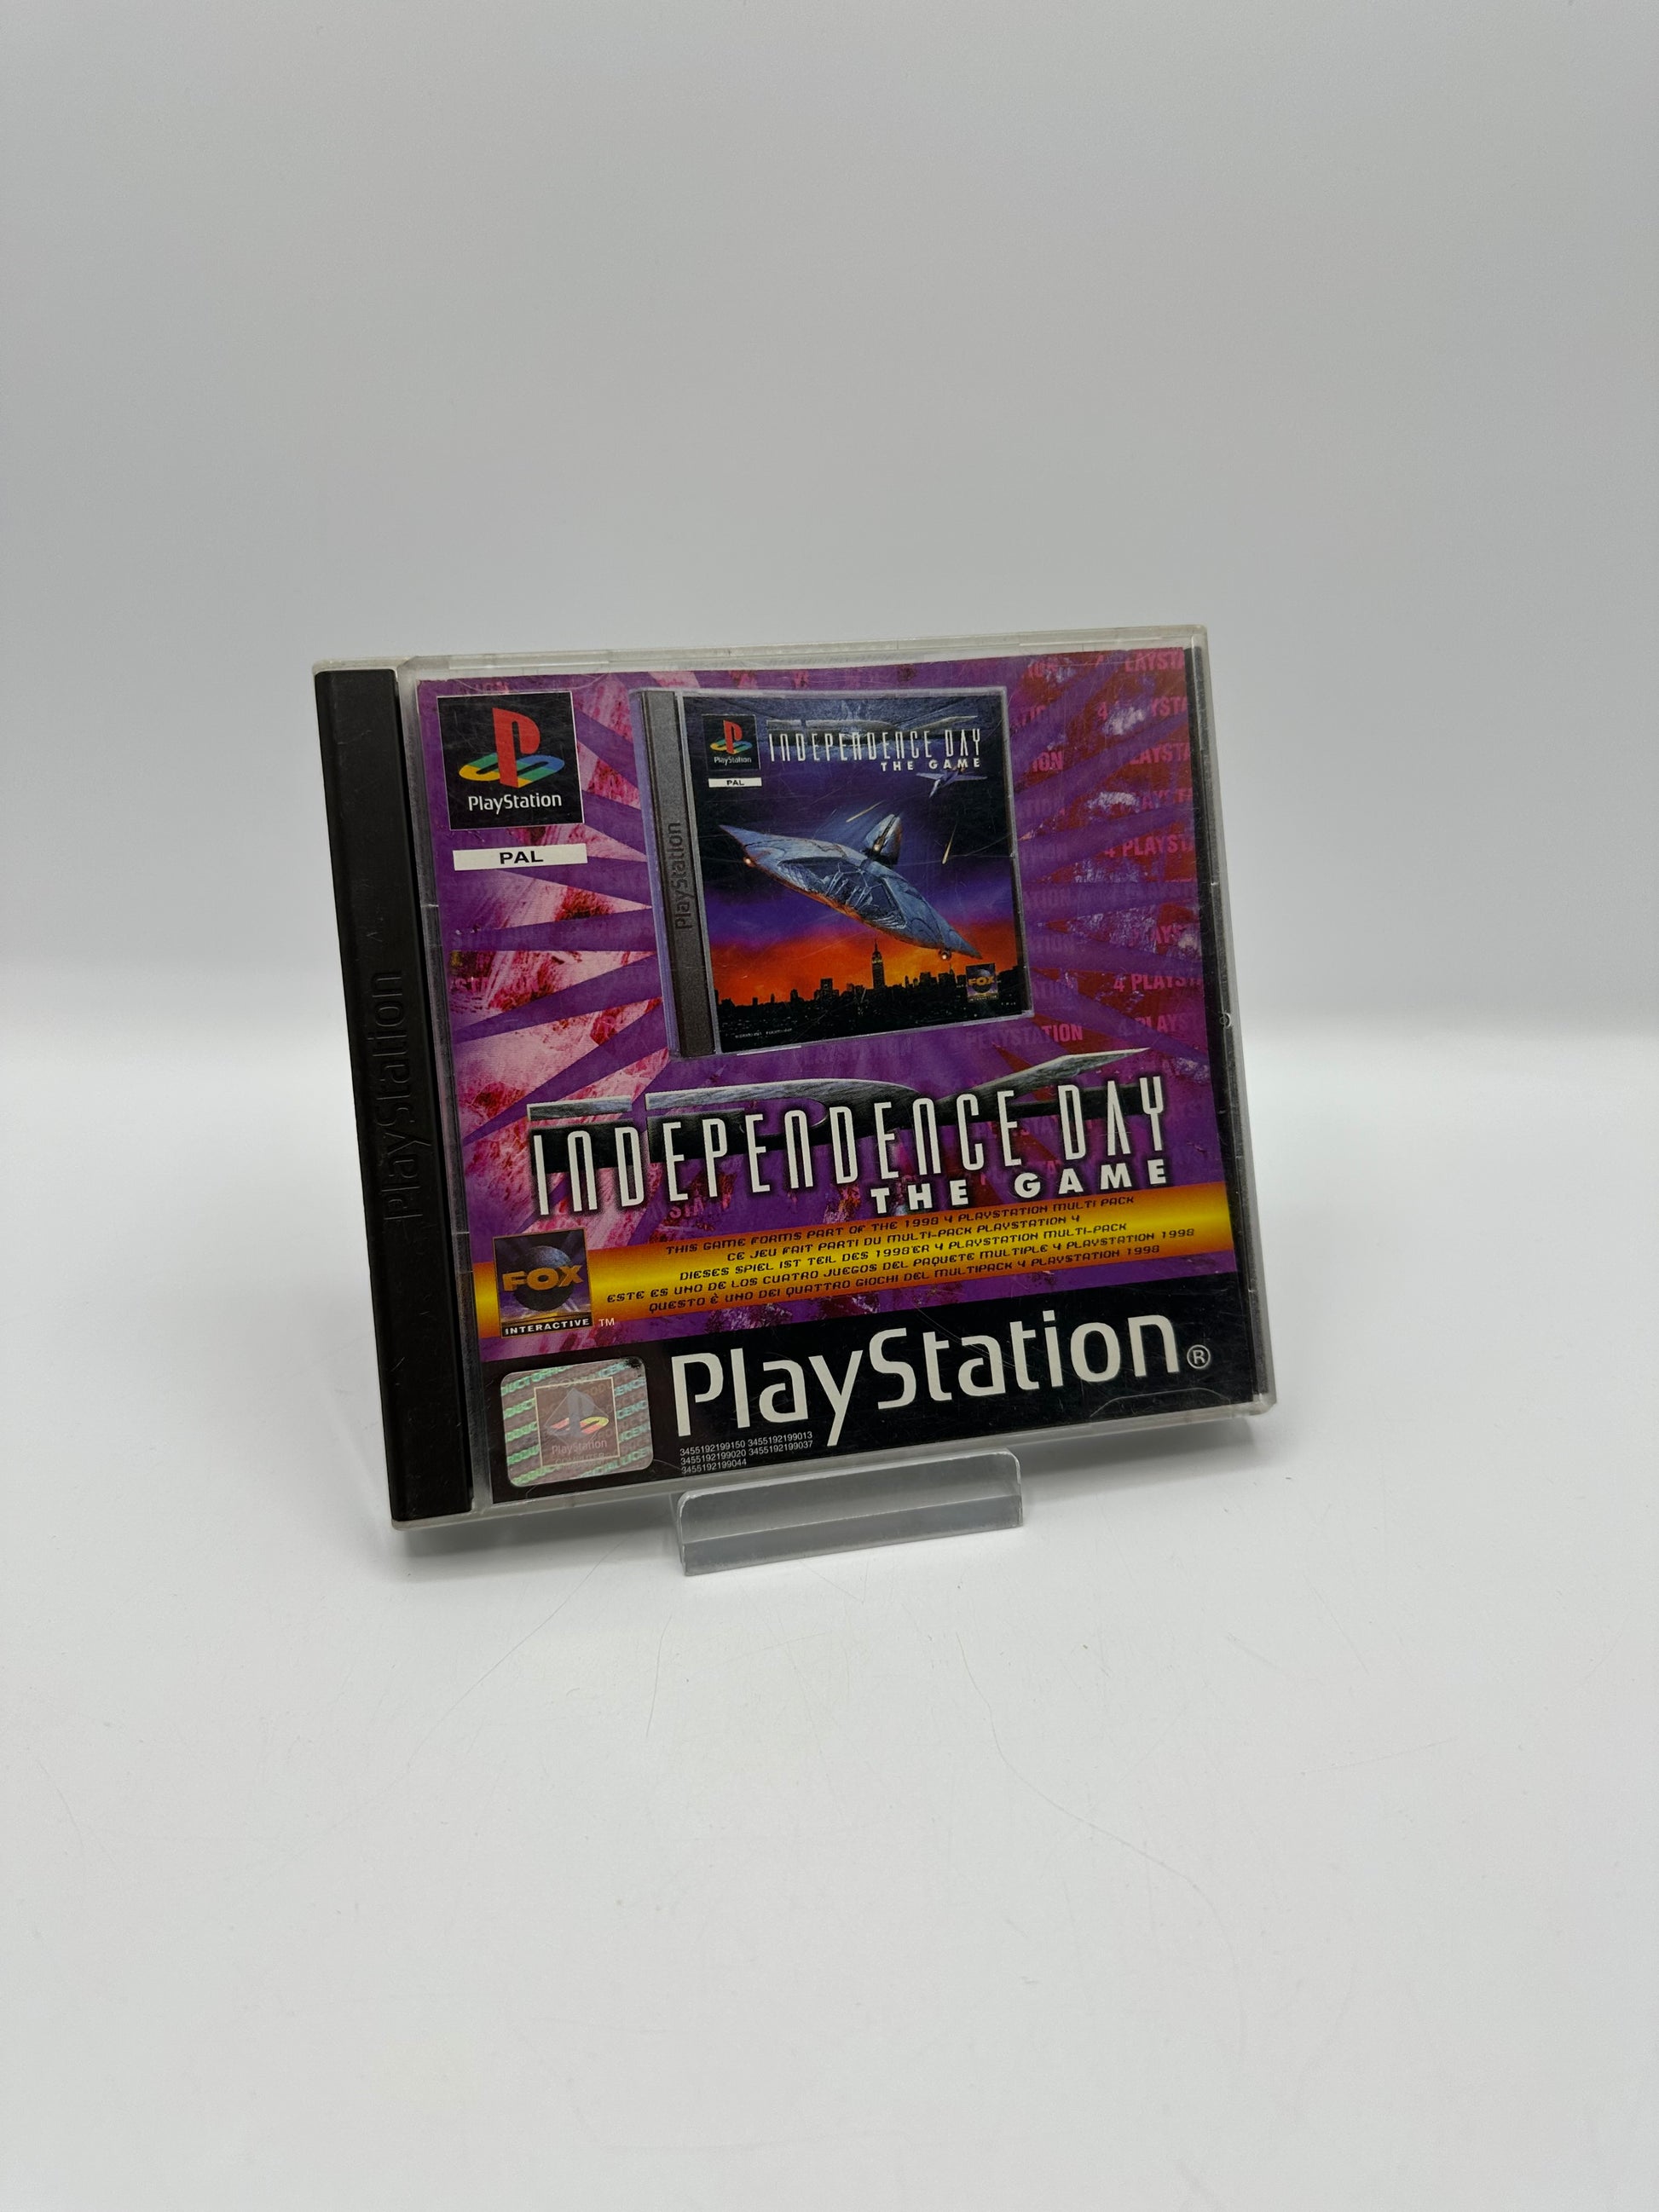 PlayStation
PAL
PlayStation
PAL
INDEPENDENCE DAY
THE GAME
PlayStation
FOX
PlayStation
ID4
INDEPENDENCE DAY
THE GAME
THIS GAME FORMS PART OF THE 1998 4 PLAYSTATION MULTI PACK
CE JEU FAIT PARTI DU MULTI-PACK PLAYSTATION 4
DIESES SPIEL IST TEIL DES 1998'ER 4 PLAYSTATION MULTI-PACK
ESTE ES UNO DE LOS CUATRO JUEGOS DEL PAQUETE MULTIPLE 4 PLAYSTATION 1998
QUESTO È UNO DEI QUATTRO GIOCHI DEL MULTIPACK 4 PLAYSTATION 1998
FOX
INTERACTIVE TM
PlayStation®
PlayStation
3455192199150 3455192199013
3455192199020 3455192199037
3455192199044